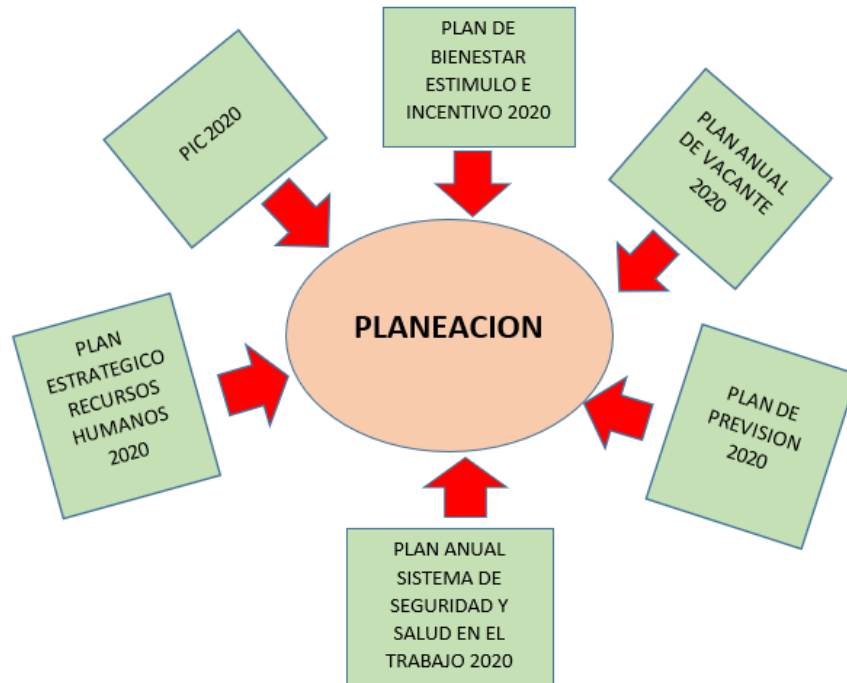 PLAN DE
BIENESTAR
ESTIMULO E
INCENTIVO 2020
PIC 2020
PLAN ANUAL
DE VACANTE
2020
PLANEACION
PLAN
ESTRATEGICO
RECURSOS
HUMANOS
2020
PLAN DE
PREVISION
2020
PLAN ANUAL
SISTEMA DE
SEGURIDAD Y
SALUD EN EL
TRABAJO 2020